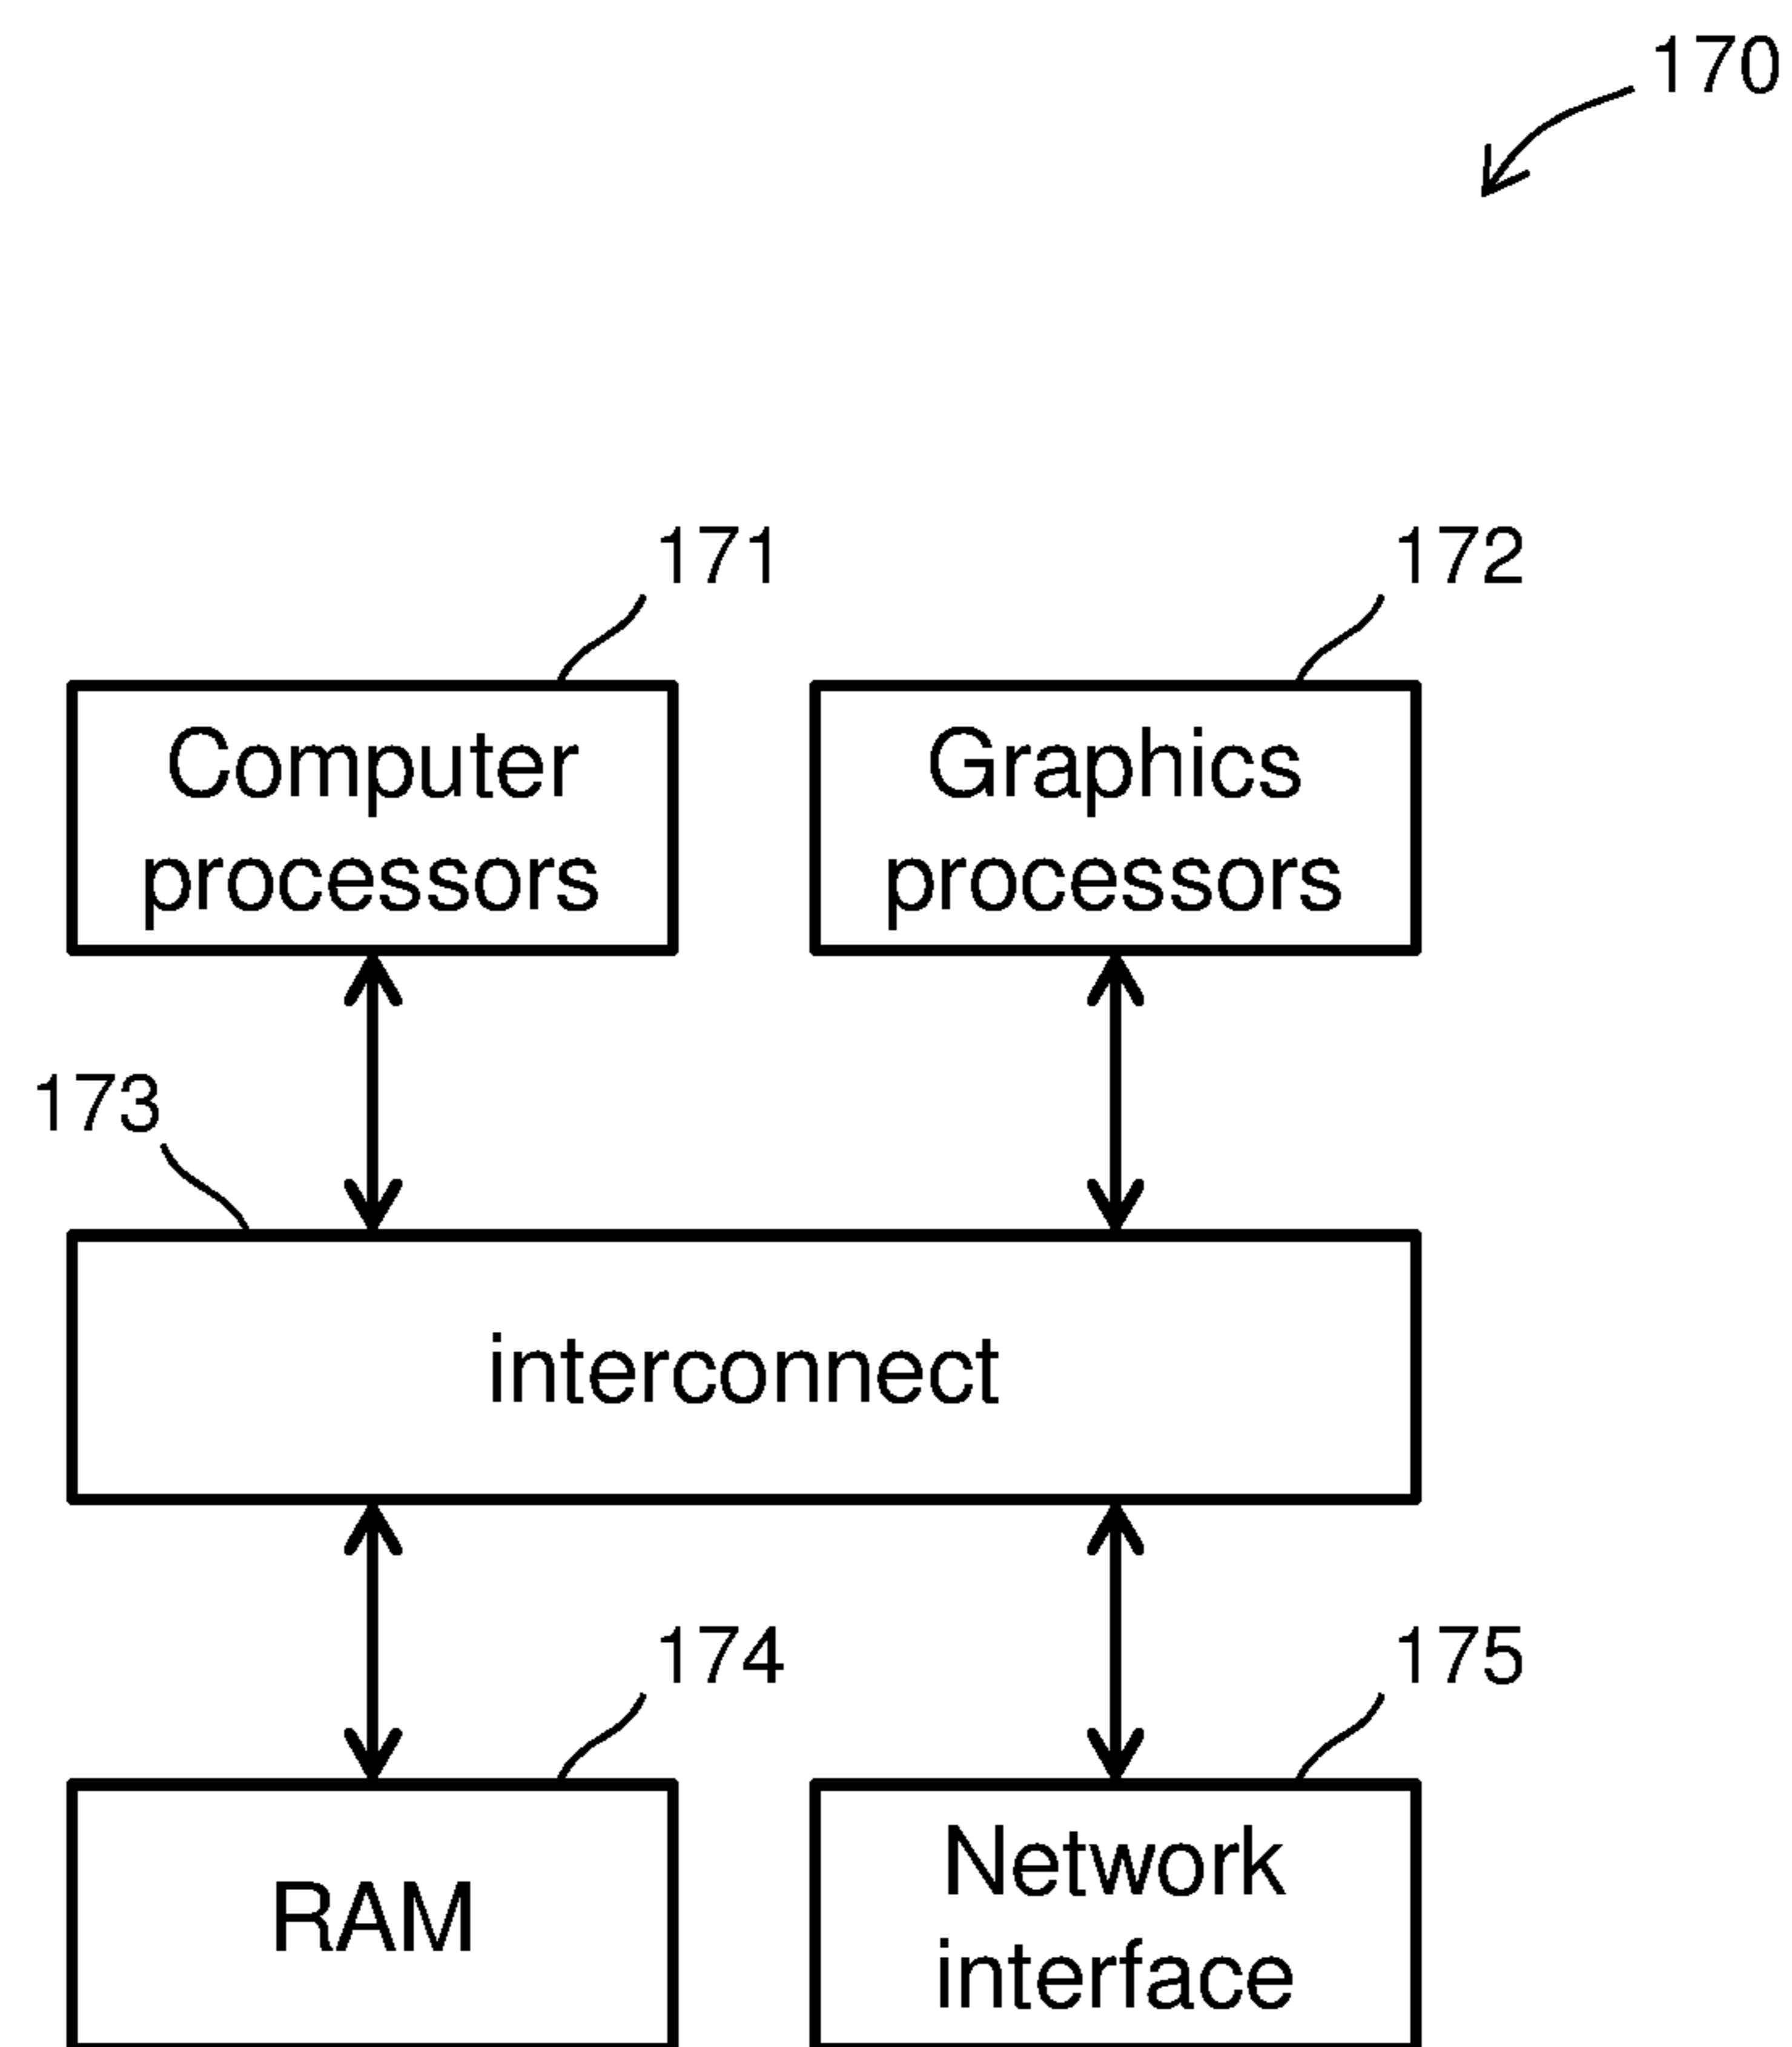 170
171
172
Computer
processors
Graphics
processors
173
interconnect
174
175
RAM
Network
interface